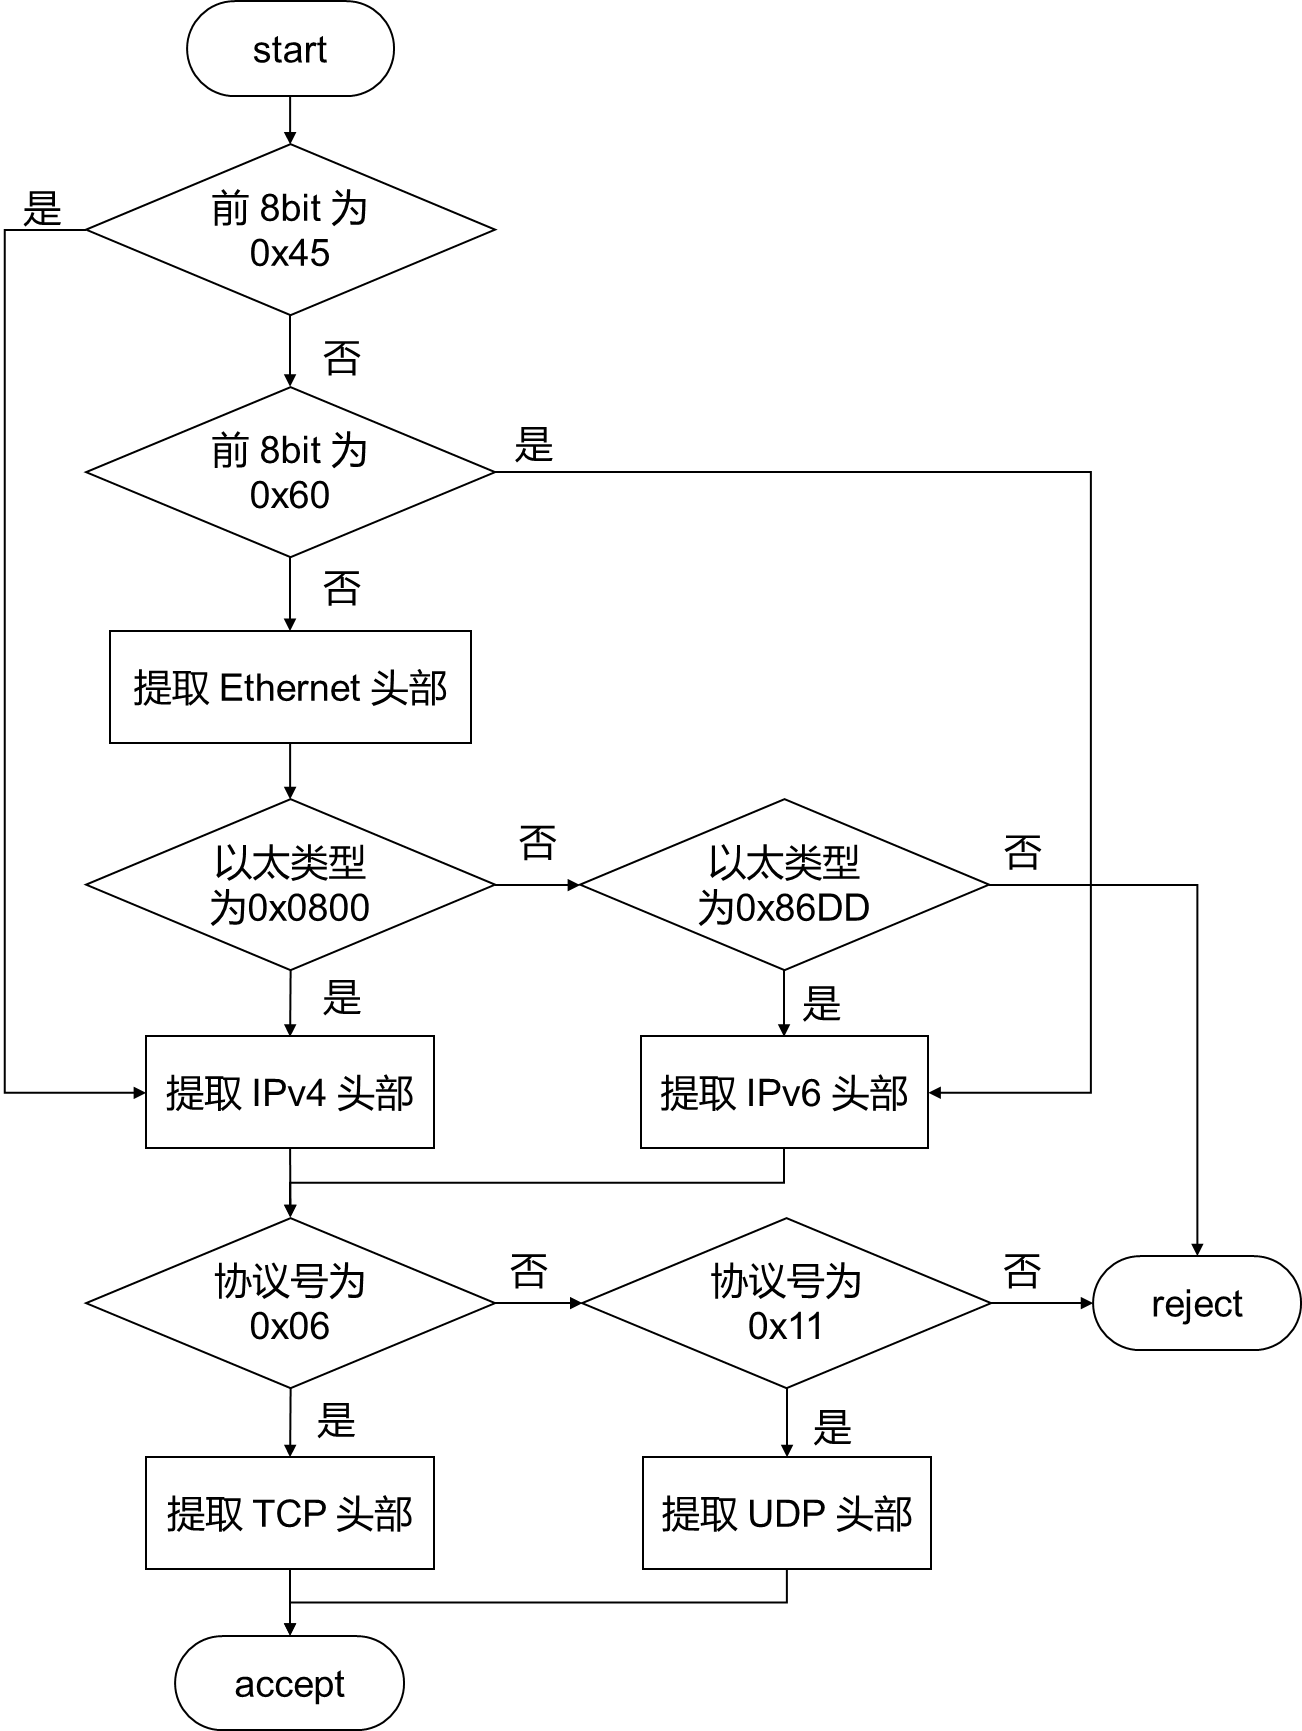 start
是
前 8bit 为
0x45
否
前 8bit 为
0x60
是
否
提取 Ethernet 头部
以太类型
为0x0800
否
以太类型
为0x86DD
否
是
是
提取 IPv4 头部
提取 IPv6 头部
协议号为
0x06
否
协议号为
0x11
否
reject
是
是
提取 TCP 头部
提取 UDP 头部
accept